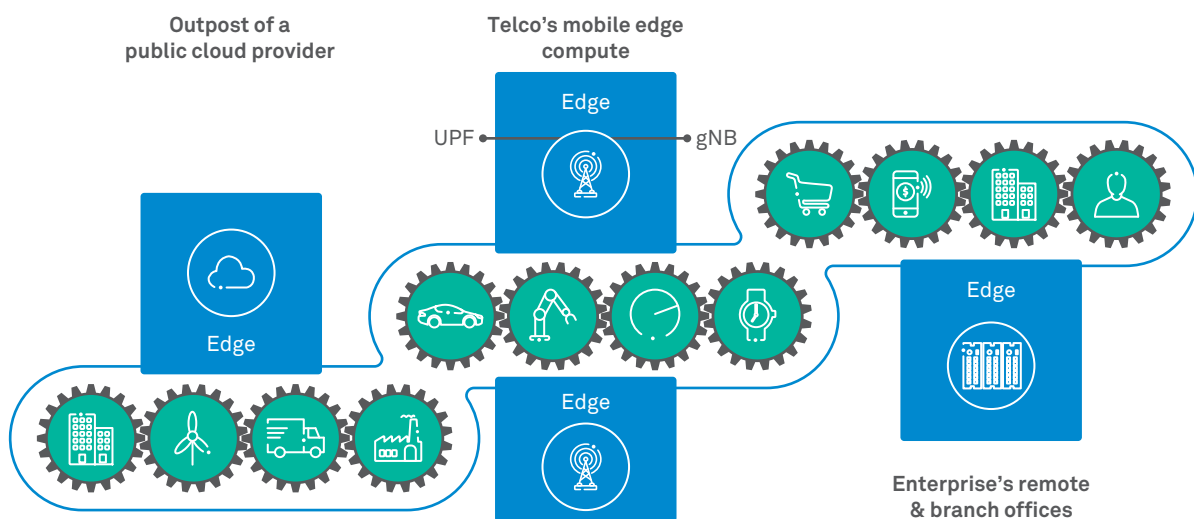 Outpost of a
public cloud provider
Telco's mobile edge
compute
Edge
UPF
gNB
Edge
Edge
Edge
Enterprise's remote
& branch offices